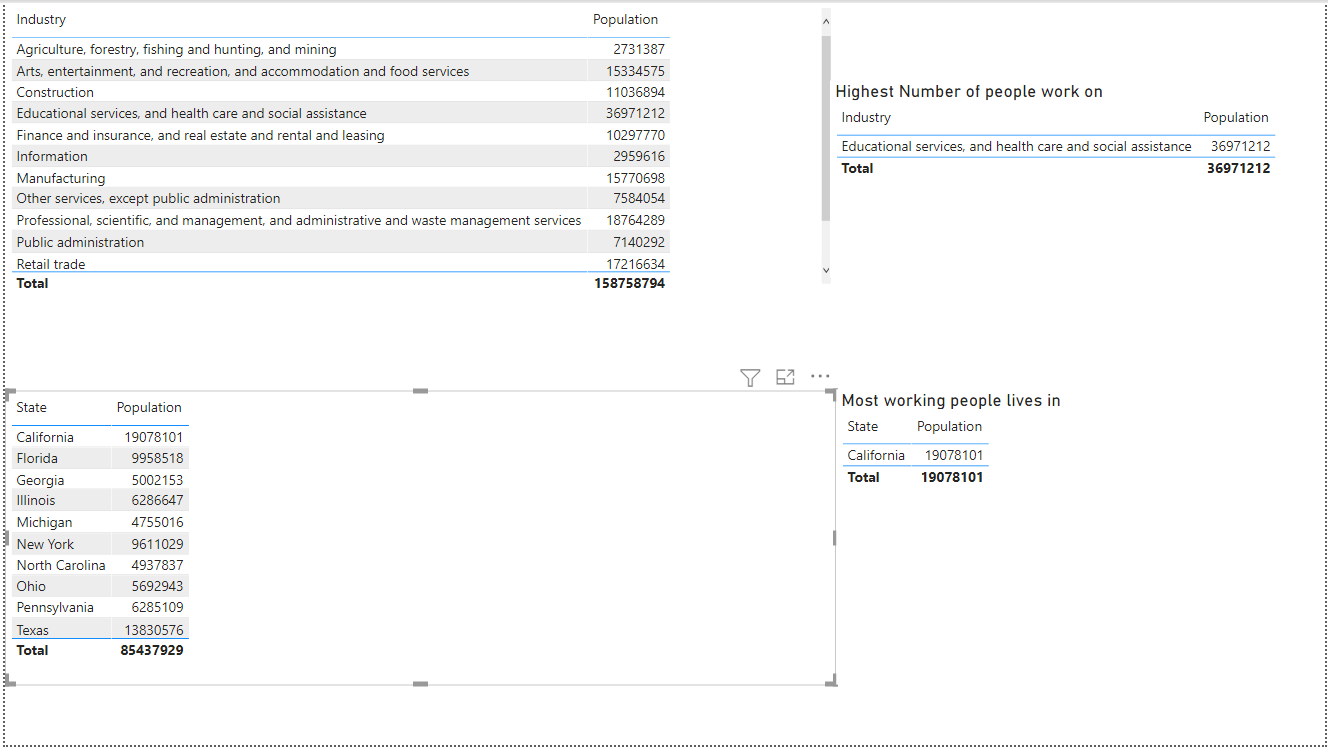 Industry Population
Agriculture, forestry, fishing and hunting, and mining 2731387
Arts, entertainment, and recreation, and accommodation and food services 15334575
Construction 11036894
Educational services, and health care and social assistance 36971212
Finance and insurance, and real estate and rental and leasing 10297770
Information 2959616
Manufacturing 15770698
Other services, except public administration 7584054
Professional, scientific, and management, and administrative and waste management services 18764289
Public administration 7140292
Retail trade 17216634
Total 158758794
Highest Number of people work on
Industry Population
Educational services, and health care and social assistance 36971212
Total 36971212
State Population
California 19078101
Florida 9958518
Georgia 5002153
Illinois 6286647
Michigan 4755016
New York 9611029
North Carolina 4937837
Ohio 5692943
Pennsylvania 6285109
Texas 13830576
Total 85437929
Most working people lives in
State Population
California 19078101
Total 19078101